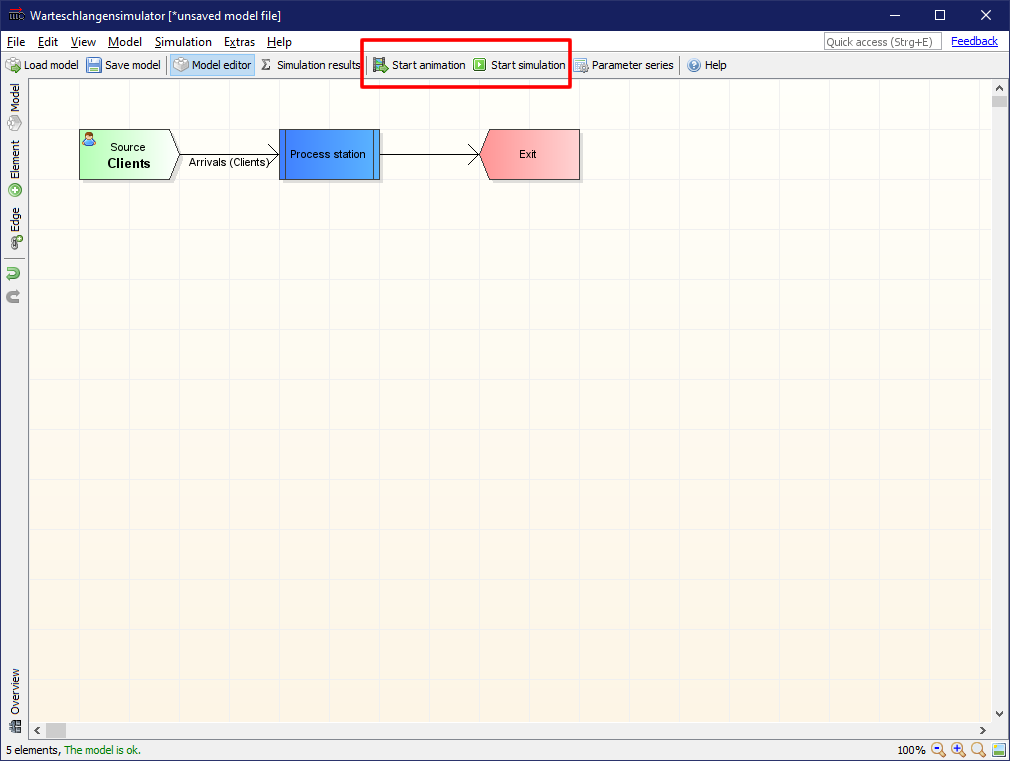 Warteschlangensimulator [*unsaved model file]
File Edit View Model Simulation Extras Help Quick access (Strg+E) Feedback
Load model Save model Model editor Σ Simulation results Start animation Start simulation Parameter series Help
Model
Element
Edge
Source
Clients
Arrivals (Clients)
Process station
Exit
Overview
5 elements, The model is ok. 100%